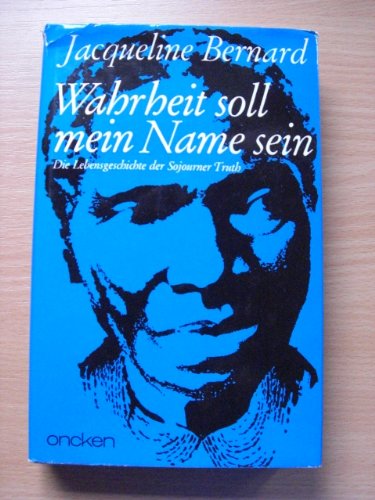 Jacqueline Bernard
Wahrheit soll
mein Name sein
Die Lebensgeschichte der Sojourner Truth
oncken